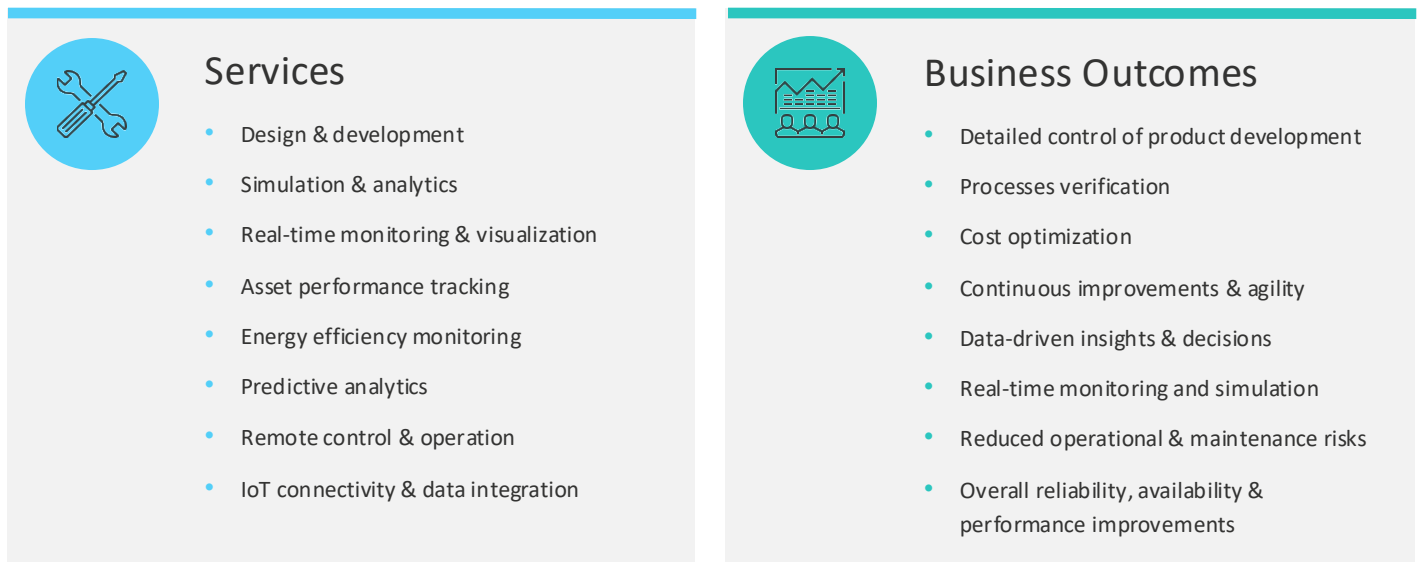 Services
• Design & development
• Simulation & analytics
• Real-time monitoring & visualization
• Asset performance tracking
• Energy efficiency monitoring
• Predictive analytics
• Remote control & operation
• IoT connectivity & data integration
Business Outcomes
• Detailed control of product development
• Processes verification
• Cost optimization
• Continuous improvements & agility
• Data-driven insights & decisions
• Real-time monitoring and simulation
• Reduced operational & maintenance risks
• Overall reliability, availability &
performance improvements